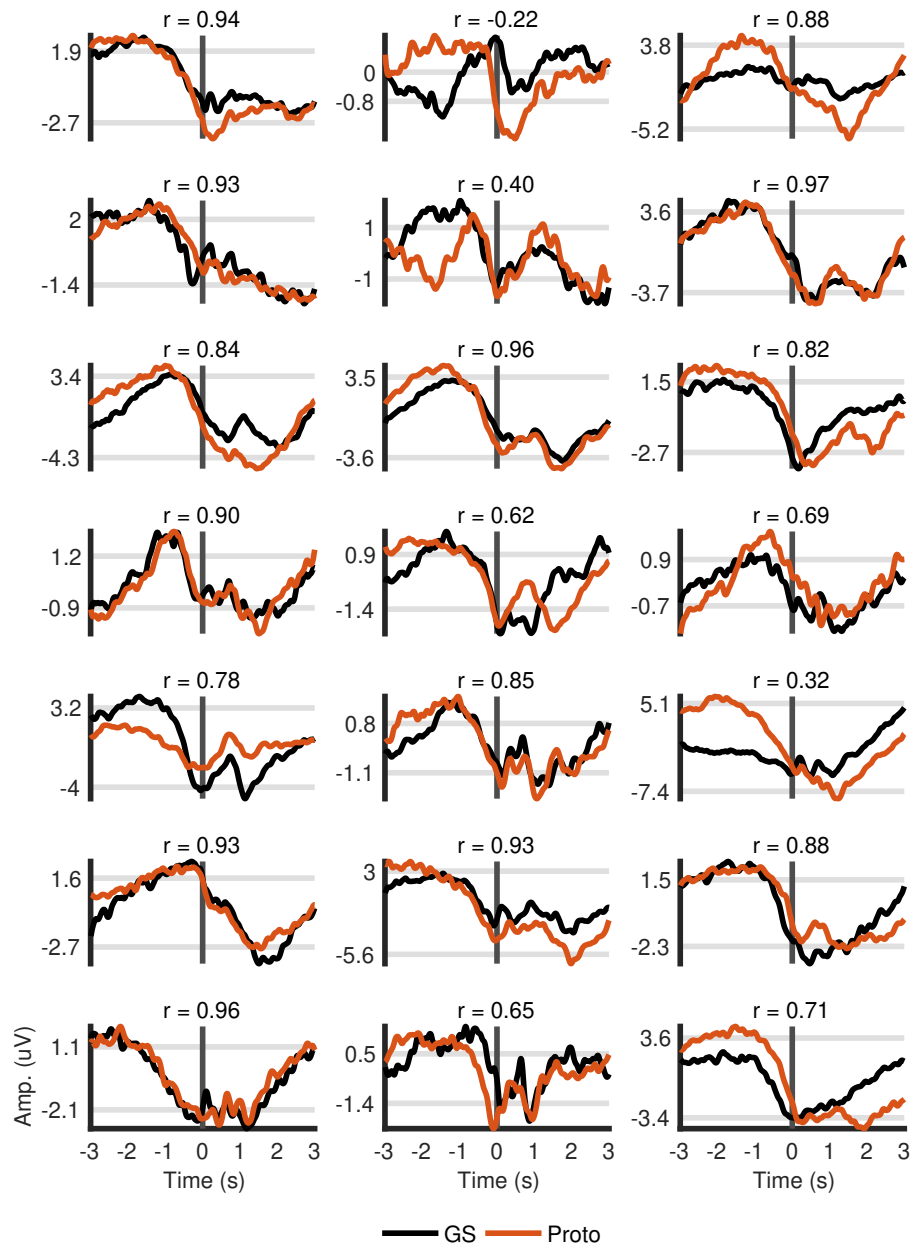 r = 0.94 r = -0.22 r = 0.88
1.9 0 3.8
-2.7 -0.8 -5.2
r = 0.93 r = 0.40 r = 0.97
2 1 3.6
-1.4 -1 -3.7
r = 0.84 r = 0.96 r = 0.82
3.4 3.5 1.5
-4.3 -3.6 -2.7
r = 0.90 r = 0.62 r = 0.69
1.2 0.9 0.9
-0.9 -1.4 -0.7
r = 0.78 r = 0.85 r = 0.32
3.2 0.8 5.1
-4 -1.1 -7.4
r = 0.93 r = 0.93 r = 0.88
1.6 3 1.5
-2.7 -5.6 -2.3
r = 0.96 r = 0.65 r = 0.71
Amp. (uV)
1.1 0.5 3.6
-2.1 -1.4 -3.4
-3 -2 -1 0 1 2 3 -3 -2 -1 0 1 2 3 -3 -2 -1 0 1 2 3
Time (s) Time (s) Time (s)
GS Proto